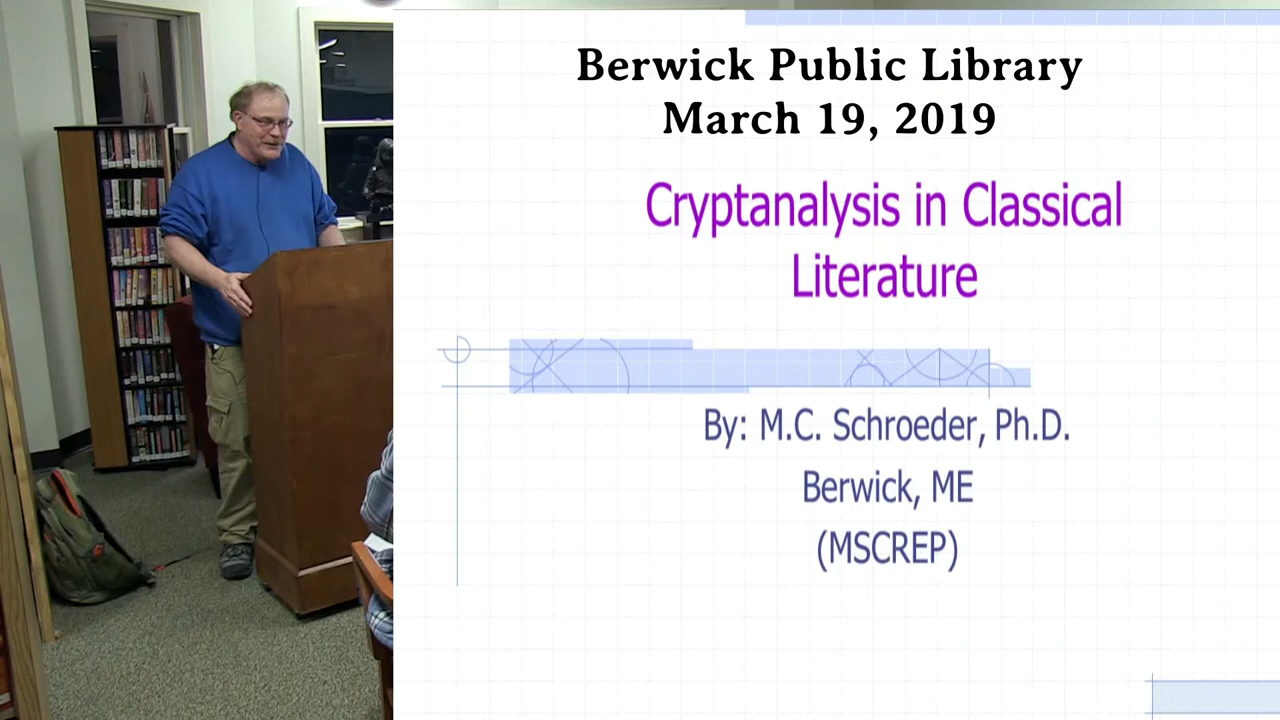 Berwick Public Library
March 19, 2019
Cryptanalysis in Classical
Literature
By: M.C. Schroeder, Ph.D.
Berwick, ME
(MSCREP)